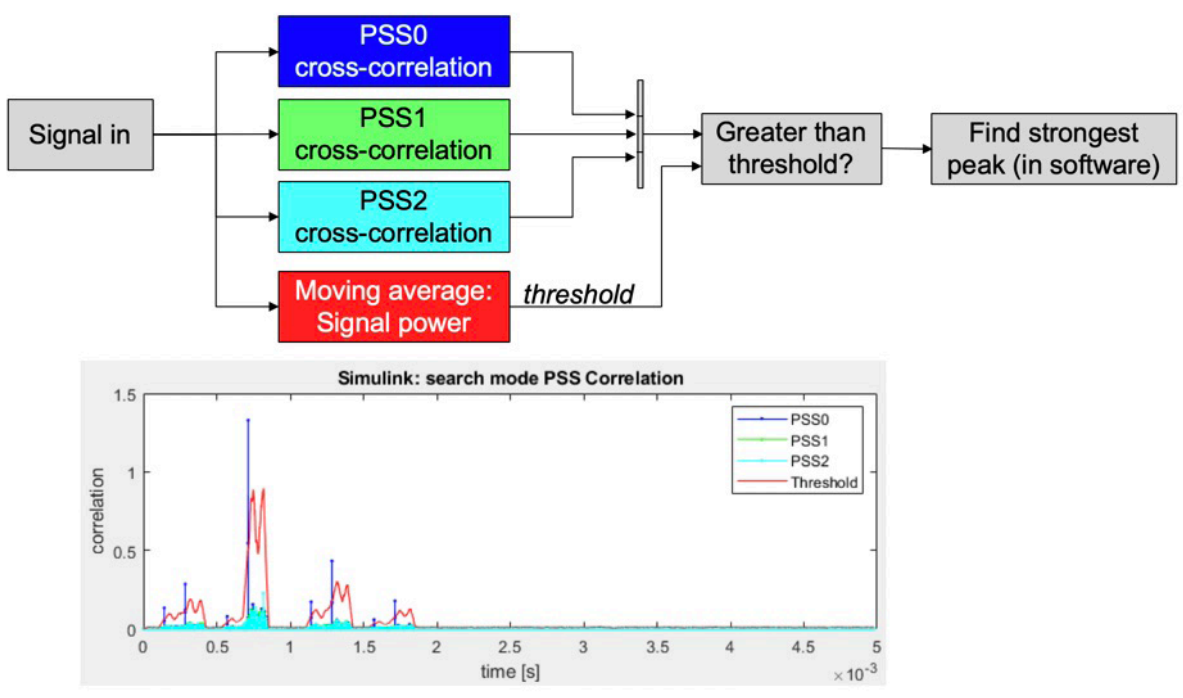 PSS0
cross-correlation
Signal in
PSS1
cross-correlation
Greater than
threshold?
Find strongest
peak (in software)
PSS2
cross-correlation
Moving average:
Signal power
threshold
Simulink: search mode PSS Correlation
1.5
1
0.5
0
correlation
PSS0
PSS1
PSS2
Threshold
0 0.5 1 1.5 2 2.5 3 3.5 4 4.5 5
time [s]
×10⁻³